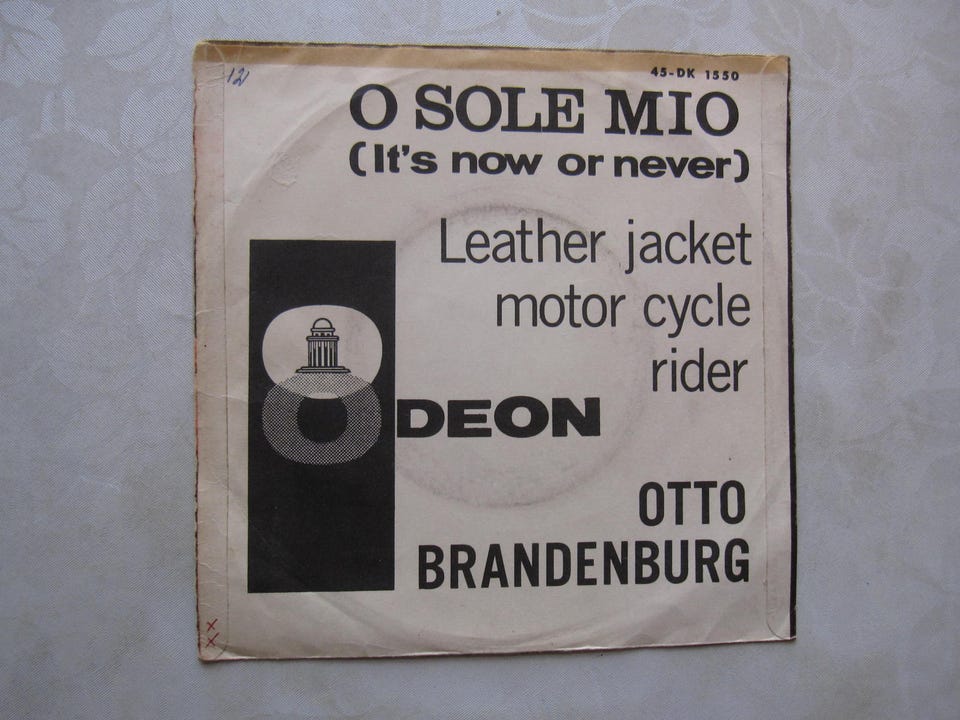 12
45-DK 1550
O SOLE MIO
(It's now or never)
Leather jacket
motor cycle
rider
ODEON
OTTO
BRANDENBURG
x
x